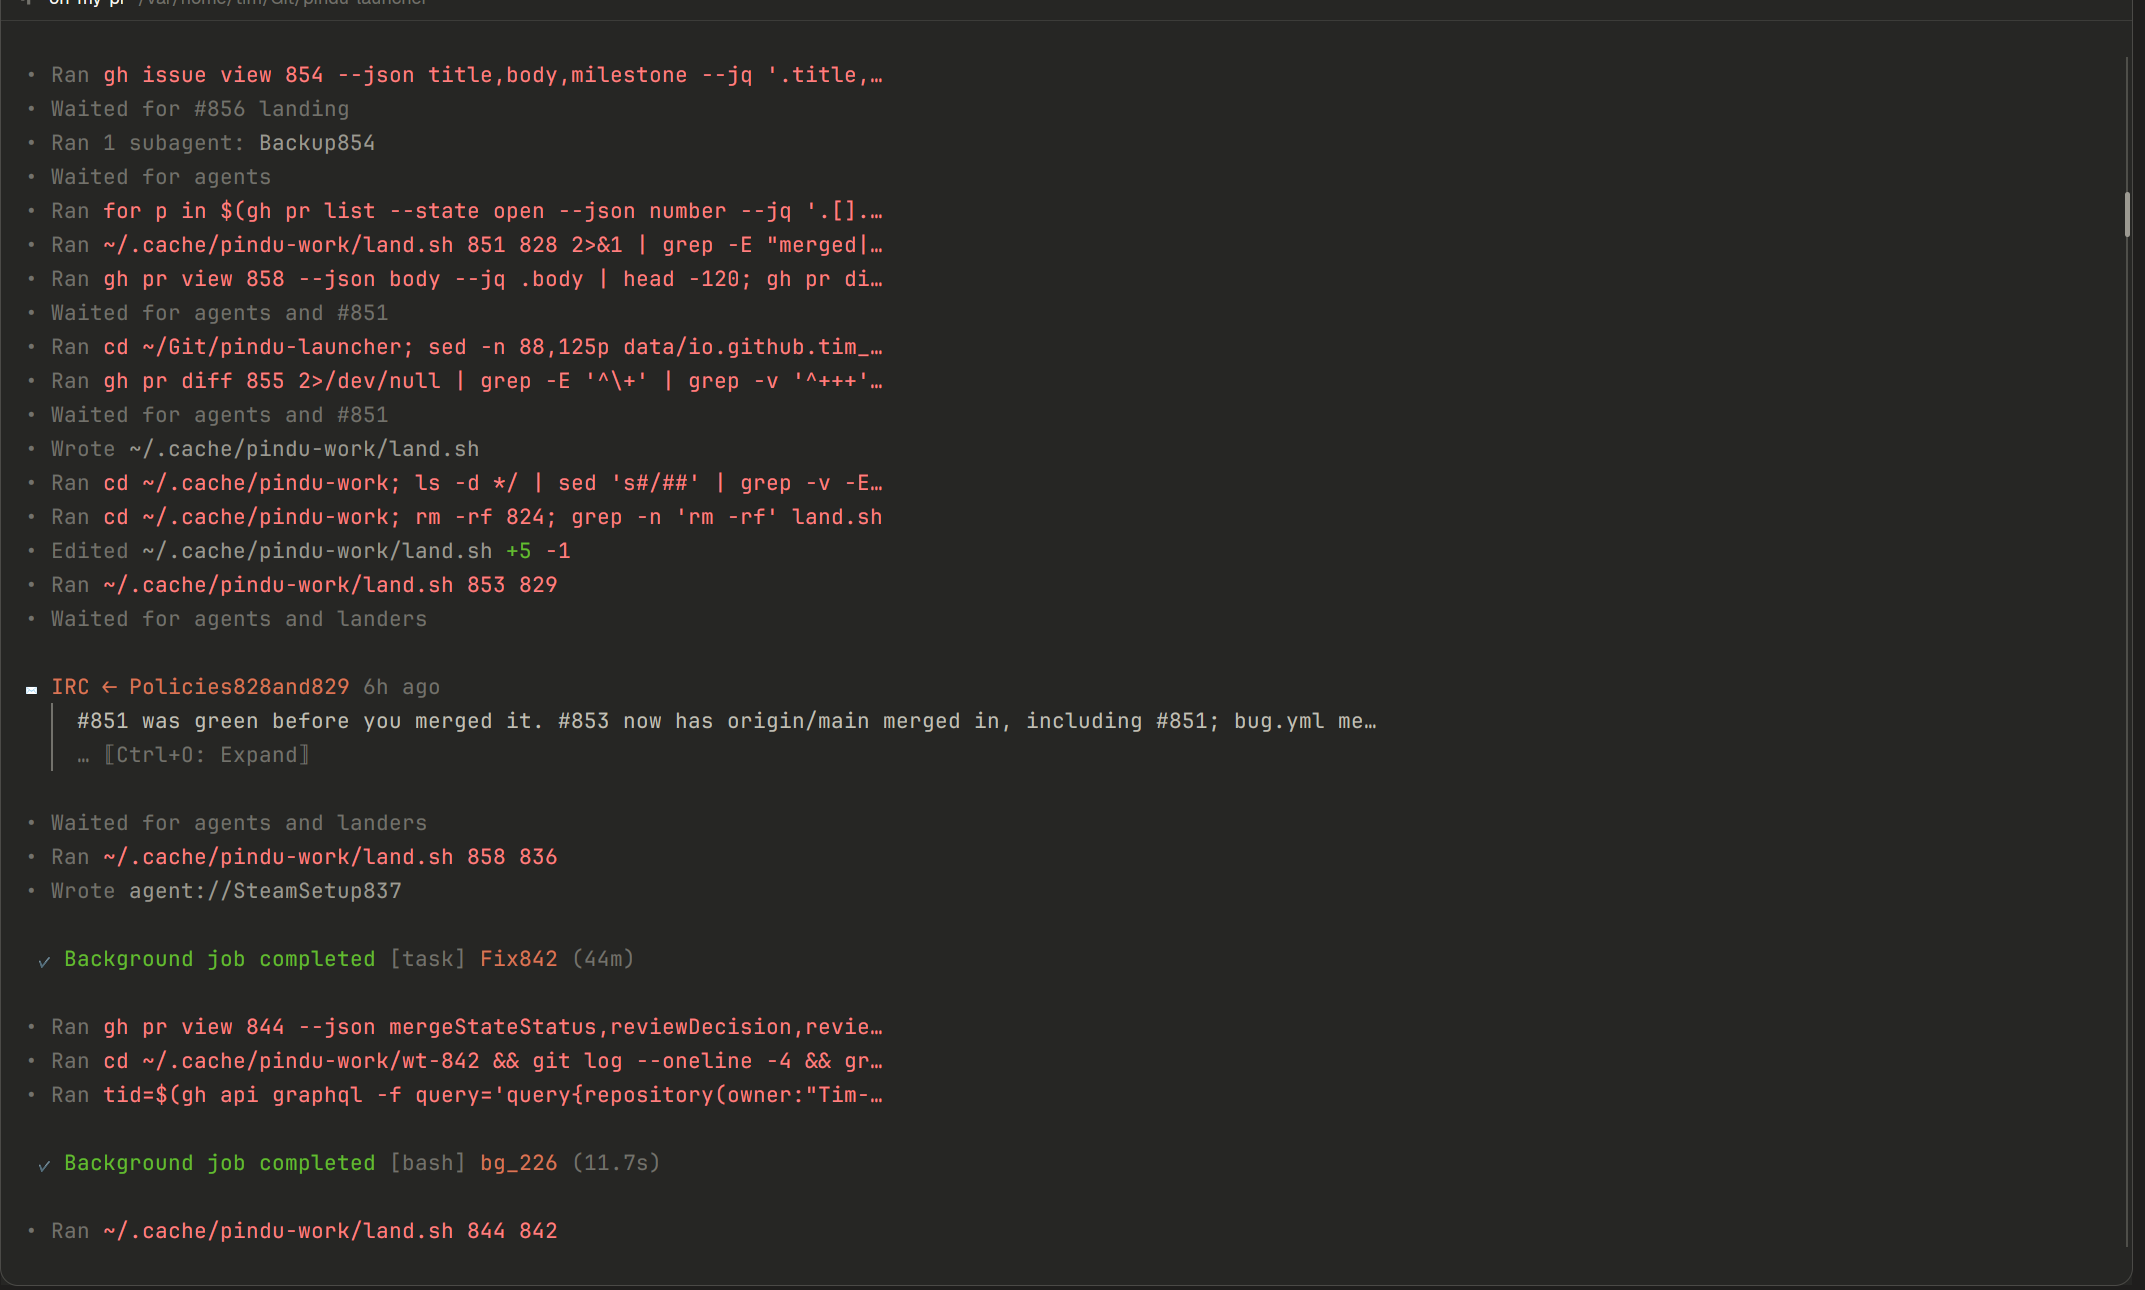 oh-my-pi /var/home/tim/Git/pindu-launcher
• Ran gh issue view 854 --json title,body,milestone --jq '.title,…
• Waited for #856 landing
• Ran 1 subagent: Backup854
• Waited for agents
• Ran for p in $(gh pr list --state open --json number --jq '.[].…
• Ran ~/.cache/pindu-work/land.sh 851 828 2>&1 | grep -E "merged|…
• Ran gh pr view 858 --json body --jq .body | head -120; gh pr di…
• Waited for agents and #851
• Ran cd ~/Git/pindu-launcher; sed -n 88,125p data/io.github.tim_…
• Ran gh pr diff 855 2>/dev/null | grep -E '^\+' | grep -v '^+++'…
• Waited for agents and #851
• Wrote ~/.cache/pindu-work/land.sh
• Ran cd ~/.cache/pindu-work; ls -d */ | sed 's#/##' | grep -v -E…
• Ran cd ~/.cache/pindu-work; rm -rf 824; grep -n 'rm -rf' land.sh
• Edited ~/.cache/pindu-work/land.sh +5 -1
• Ran ~/.cache/pindu-work/land.sh 853 829
• Waited for agents and landers
IRC ← Policies828and829 6h ago
#851 was green before you merged it. #853 now has origin/main merged in, including #851; bug.yml me…
… ⟦Ctrl+O: Expand⟧
• Waited for agents and landers
• Ran ~/.cache/pindu-work/land.sh 858 836
• Wrote agent://SteamSetup837
✓ Background job completed [task] Fix842 (44m)
• Ran gh pr view 844 --json mergeStateStatus,reviewDecision,revie…
• Ran cd ~/.cache/pindu-work/wt-842 && git log --oneline -4 && gr…
• Ran tid=$(gh api graphql -f query='query{repository(owner:"Tim-…
✓ Background job completed [bash] bg_226 (11.7s)
• Ran ~/.cache/pindu-work/land.sh 844 842